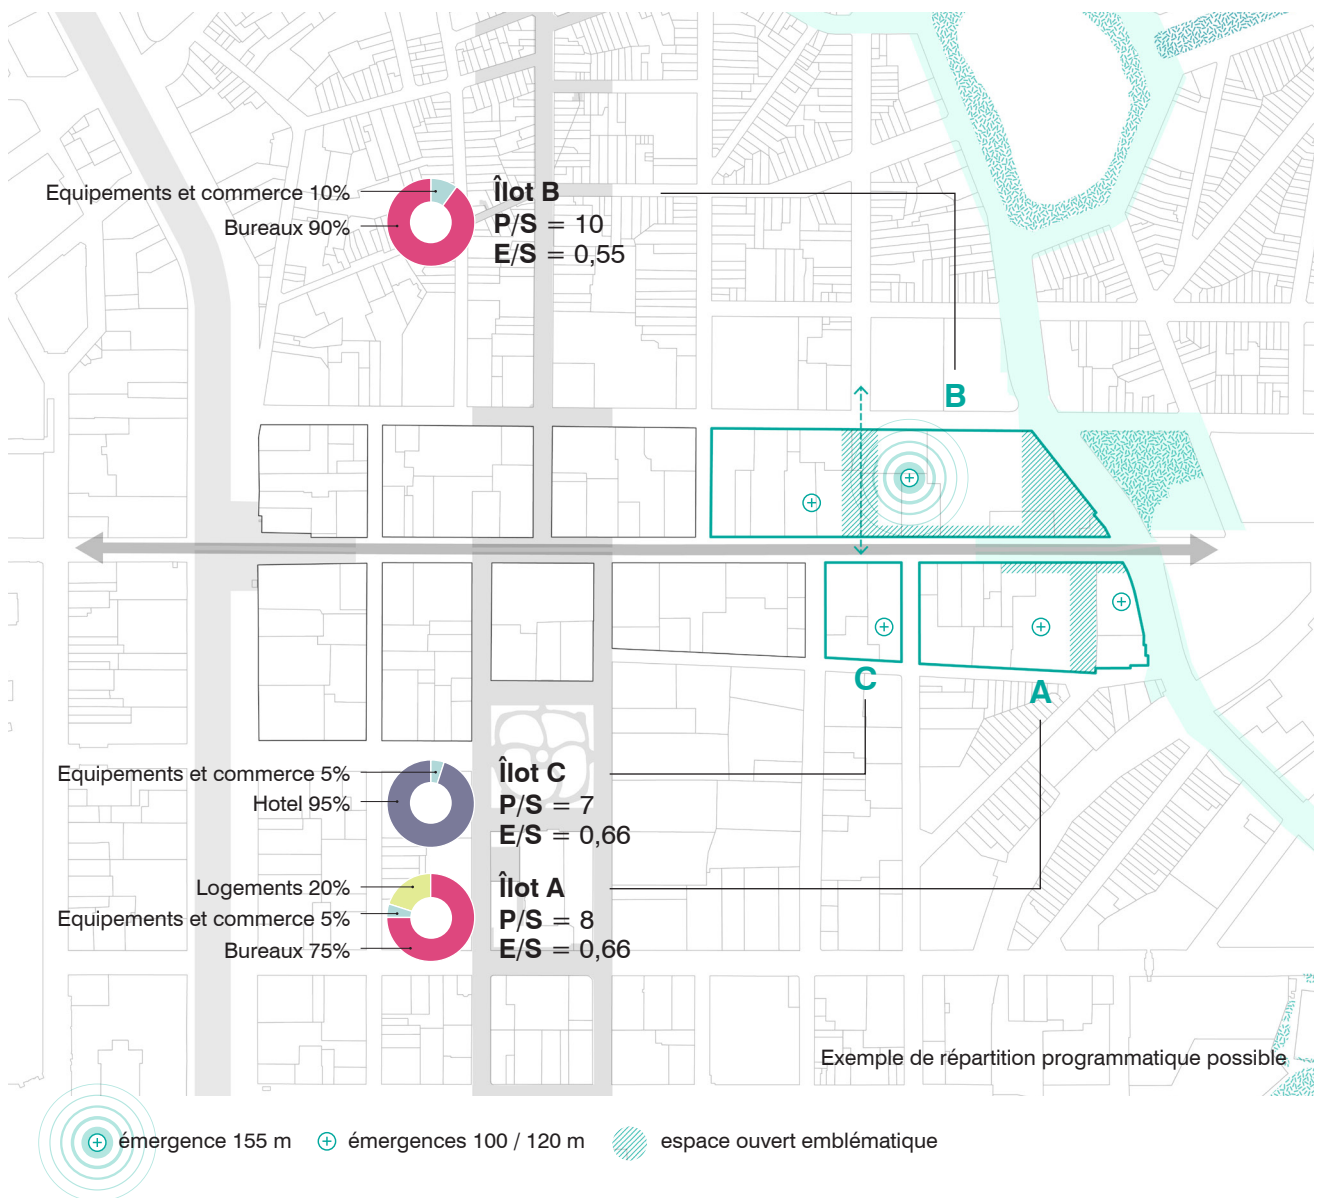 Equipements et commerce 10%
Bureaux 90%
Îlot B
P/S = 10
E/S = 0,55
B
C
A
Equipements et commerce 5%
Hotel 95%
Îlot C
P/S = 7
E/S = 0,66
Logements 20%
Equipements et commerce 5%
Bureaux 75%
Îlot A
P/S = 8
E/S = 0,66
Exemple de répartition programmatique possible
émergence 155 m
émergences 100 / 120 m
espace ouvert emblématique